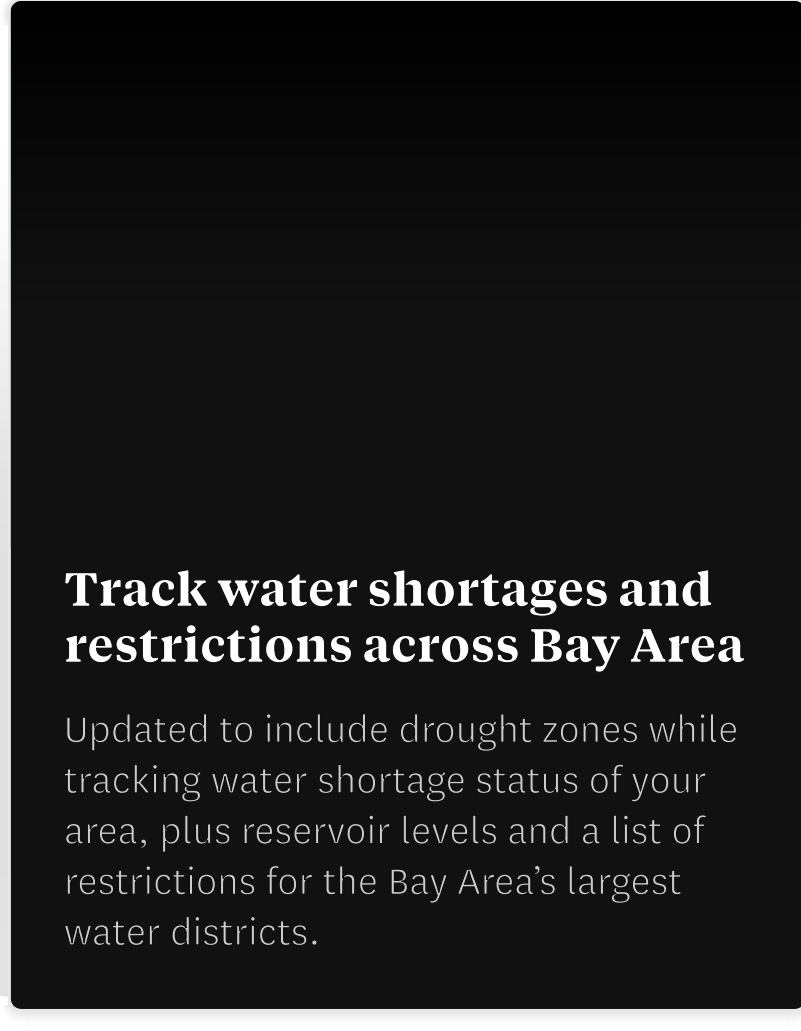 Track water shortages and
restrictions across Bay Area
Updated to include drought zones while
tracking water shortage status of your
area, plus reservoir levels and a list of
restrictions for the Bay Area’s largest
water districts.